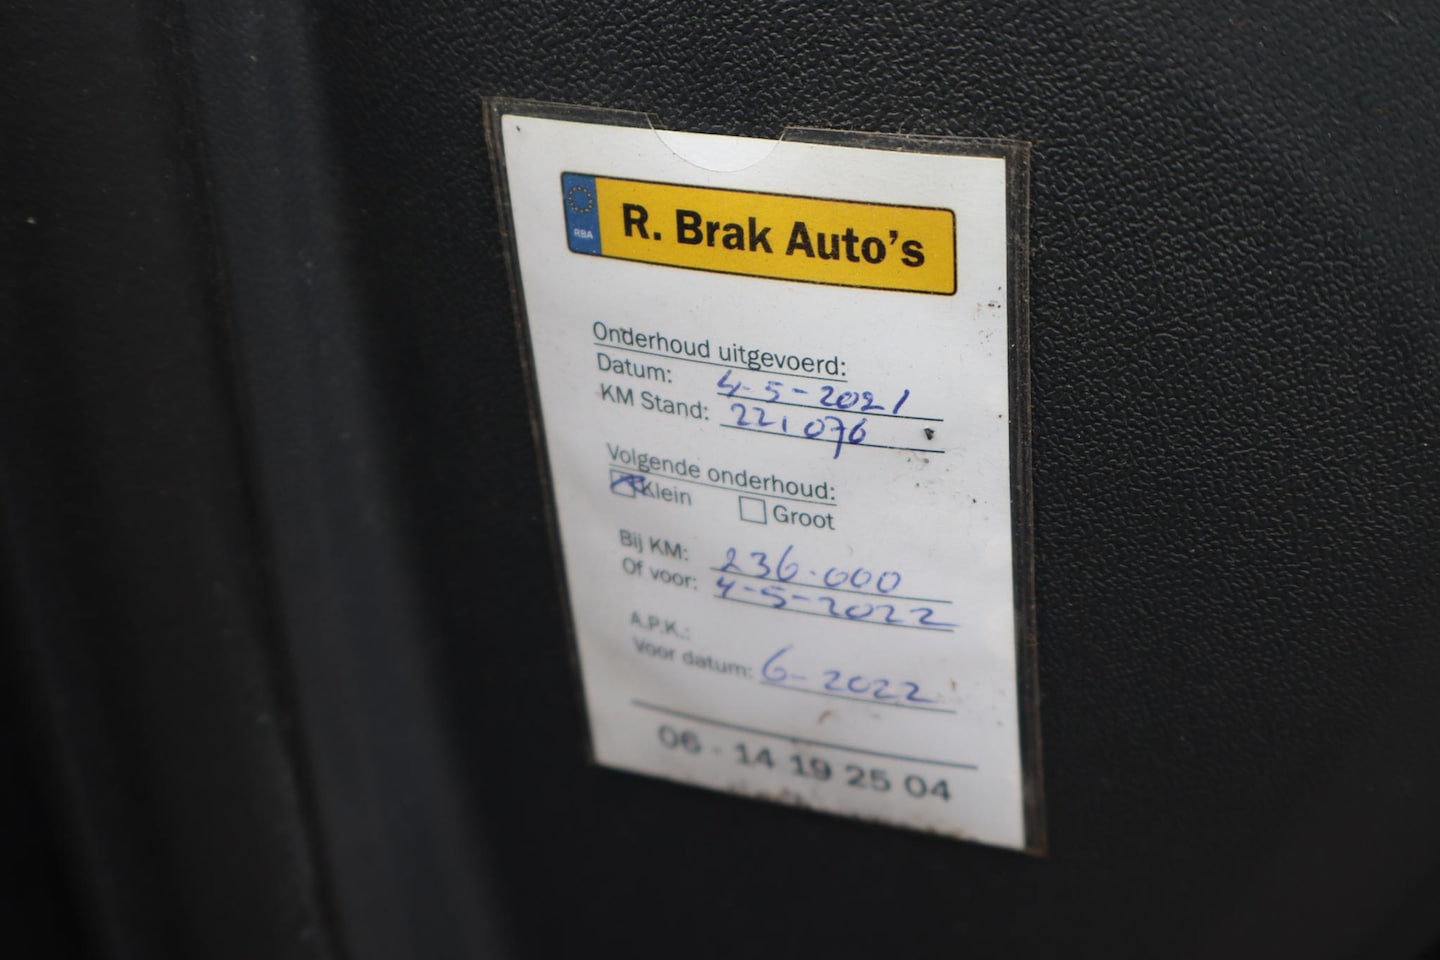 RBA
R. Brak Auto's
Onderhoud uitgevoerd:
Datum: 4-5-2021
KM Stand: 221076
Volgende onderhoud:
Klein Groot
Bij KM: 236.000
Of voor: 4-5-2022
A.P.K.:
Voor datum: 6-2022
06 - 14 19 25 04